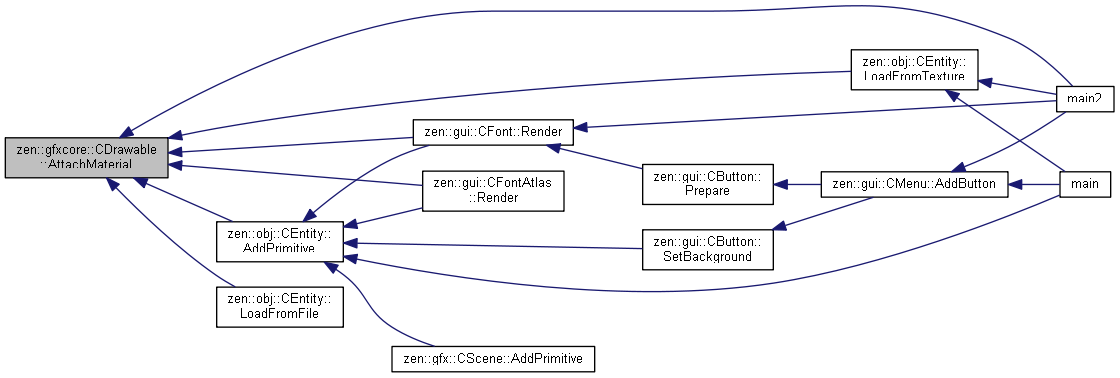 zen::gfxcore::CDrawable
::AttachMaterial
zen::obj::CEntity::
LoadFromTexture
main2
zen::gui::CFont::Render
zen::gui::CFontAtlas
::Render
zen::gui::CButton::
Prepare
zen::gui::CMenu::AddButton
main
zen::obj::CEntity::
AddPrimitive
zen::gui::CButton::
SetBackground
zen::obj::CEntity::
LoadFromFile
zen::gfx::CScene::AddPrimitive